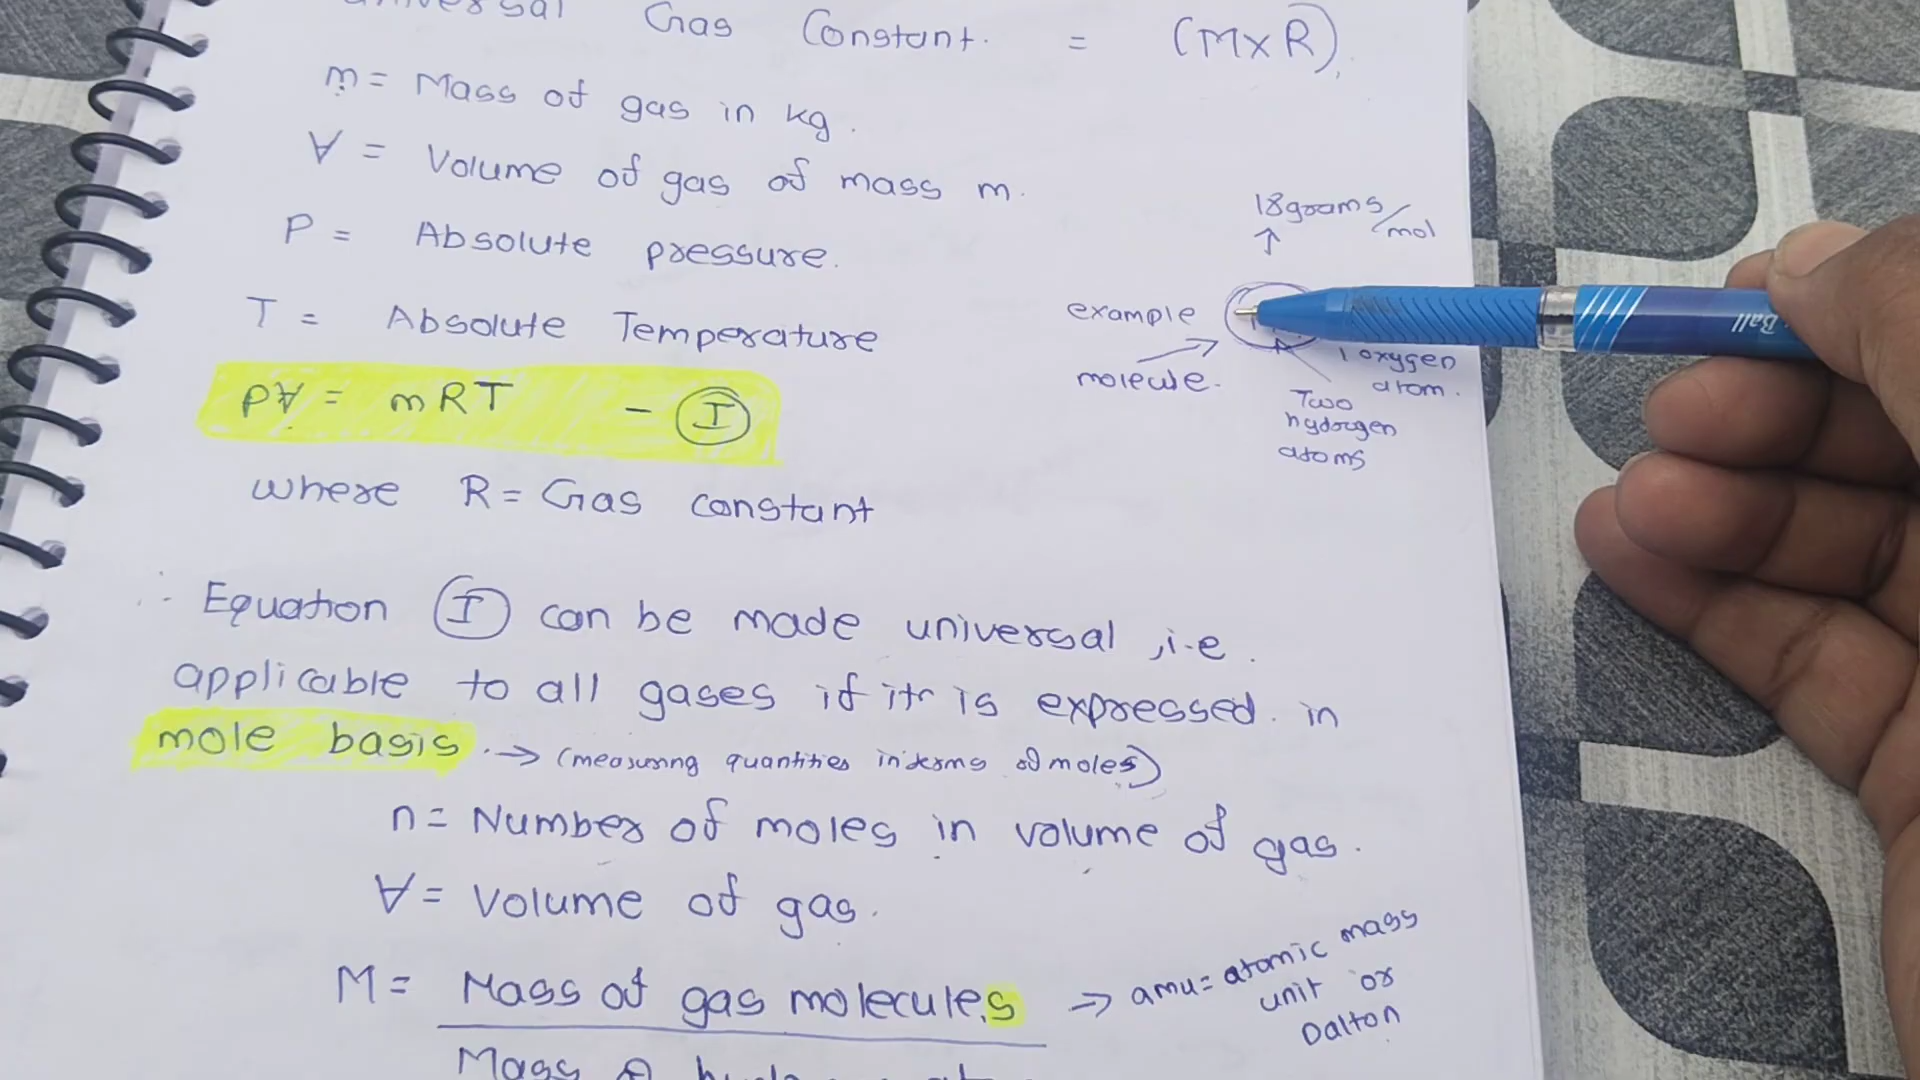 Gas Constant. = (M×R),
m = Mass of gas in kg.
∀ = Volume of gas of mass m.
P = Absolute pressure.
T = Absolute Temperature
P∀ = mRT - I
where R = Gas constant
18grams/mol
↑
example
molecule.
1 oxygen
atom.
Two
hydrogen
atoms
Ball
∴ Equation I can be made universal, i.e.
applicable to all gases if it is expressed. in
mole basis. → (measuring quantities in terms of moles)
n = Number of moles in volume of gas.
∀ = Volume of gas.
M = Mass of gas molecules
→ amu = atomic mass
unit or
Dalton
Mass